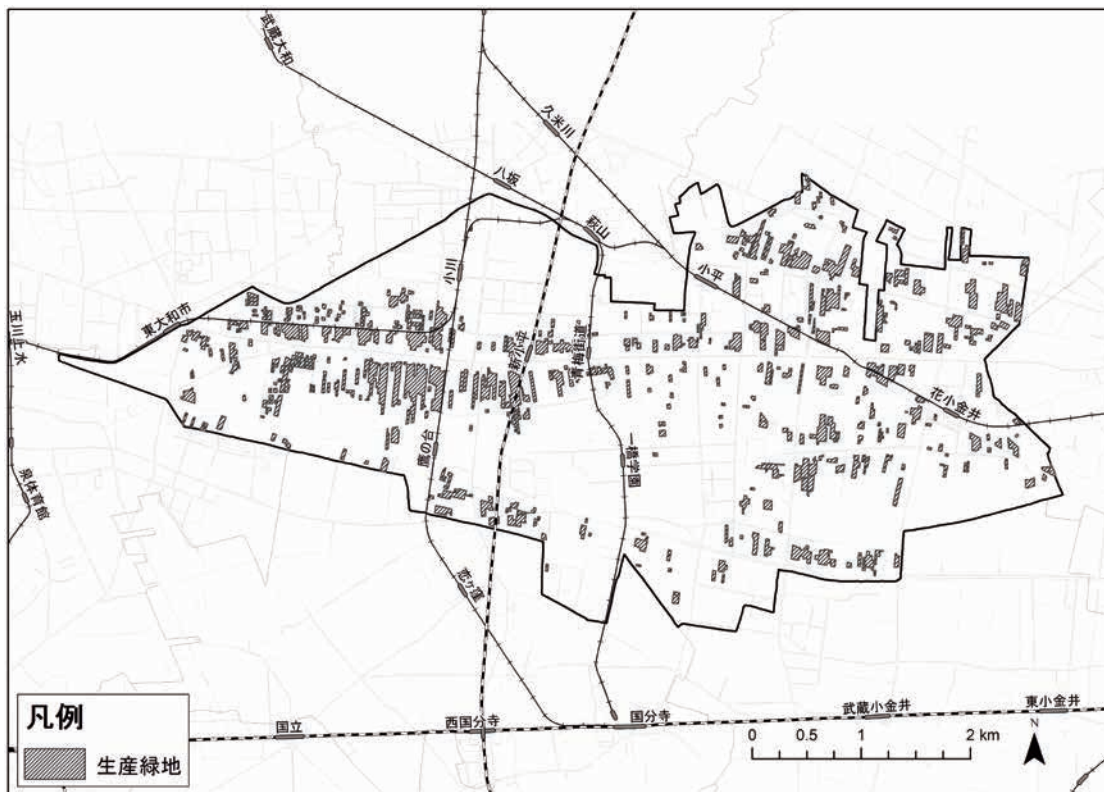 武蔵大和
久米川
八坂
萩山
小川
小平
東大和市
玉川上水
新小平
青梅街道
花小金井
鷹の台
一橋学園
泉体育館
恋ヶ窪
国立
西国分寺
国分寺
武蔵小金井
東小金井
凡例
生産緑地
0 0.5 1 2 km
N